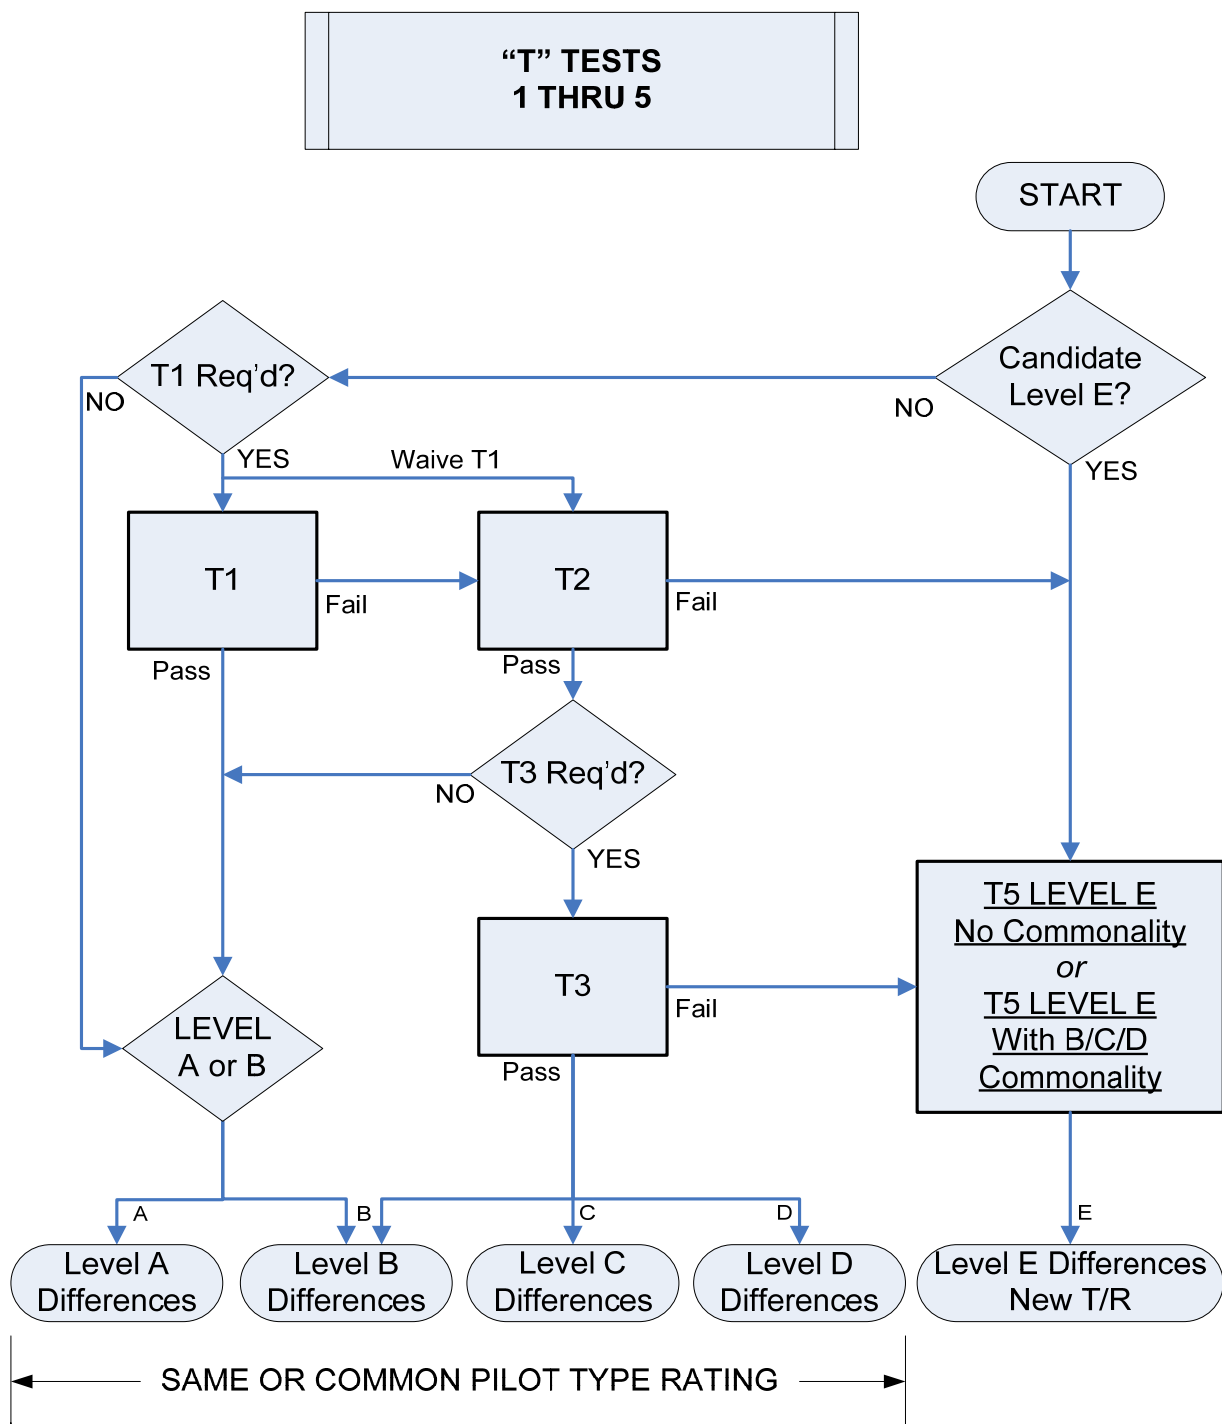 “T” TESTS
1 THRU 5
START
Candidate
Level E?
NO
YES
T1 Req’d?
NO
YES
Waive T1
T1
Fail
Pass
T2
Fail
Pass
T3 Req’d?
NO
YES
T3
Fail
Pass
T5 LEVEL E
No Commonality
or
T5 LEVEL E
With B/C/D
Commonality
LEVEL
A or B
A
B
C
D
E
Level A
Differences
Level B
Differences
Level C
Differences
Level D
Differences
Level E Differences
New T/R
SAME OR COMMON PILOT TYPE RATING